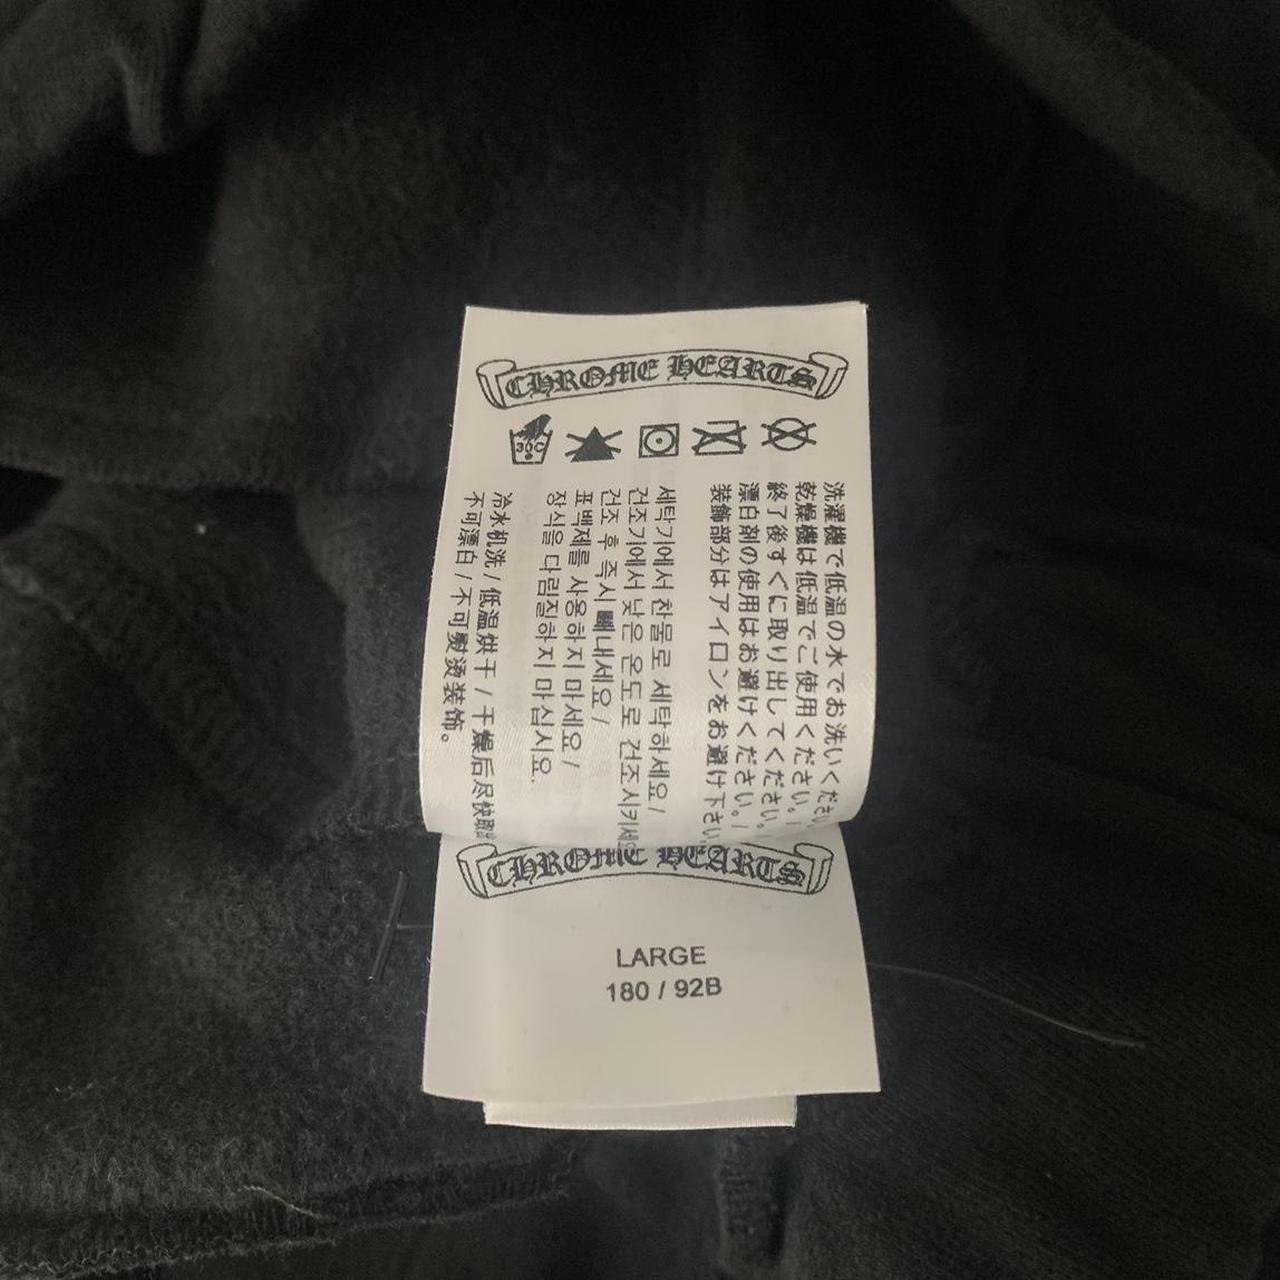 CHROME HEARTS
30C
洗濯機で低温の水でお洗いください。
乾燥機は低温でご使用ください。/
終了後すぐに取り出してください。/
漂白剤の使用はお避けください。/
装飾部分はアイロンをお避け下さい
세탁기에서 찬물로 세탁하세요 /
건조기에서 낮은 온도로 건조시키세요
건조 후 즉시 빼내세요 /
표백제를 사용하지 마세요 /
장식을 다림질하지 마십시오.
冷水机洗 / 低温烘干 / 干燥后尽快取
不可漂白 / 不可熨烫装饰。
CHROME HEARTS
LARGE
180 / 92B